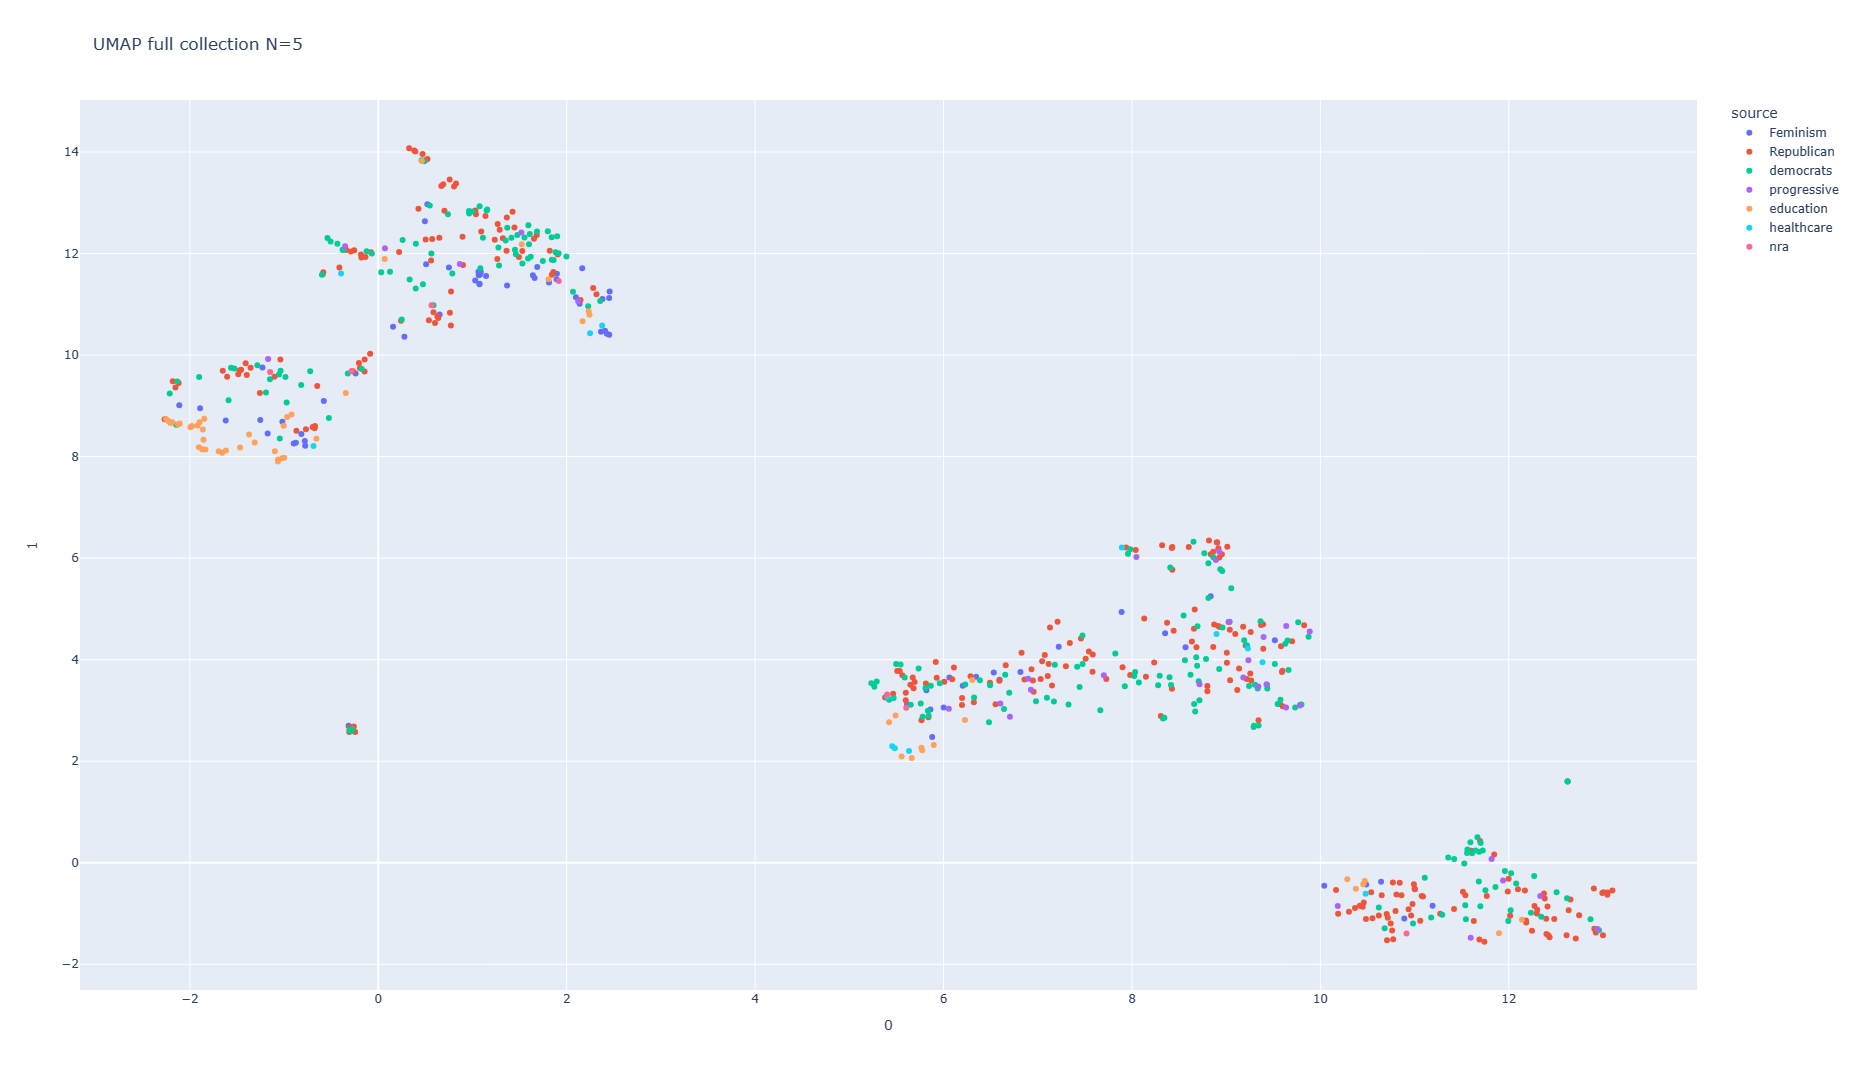 UMAP full collection N=5
source
Feminism
Republican
democrats
progressive
education
healthcare
nra
14
12
10
8
6
4
2
0
−2
1
−2
0
2
4
6
8
10
12
0